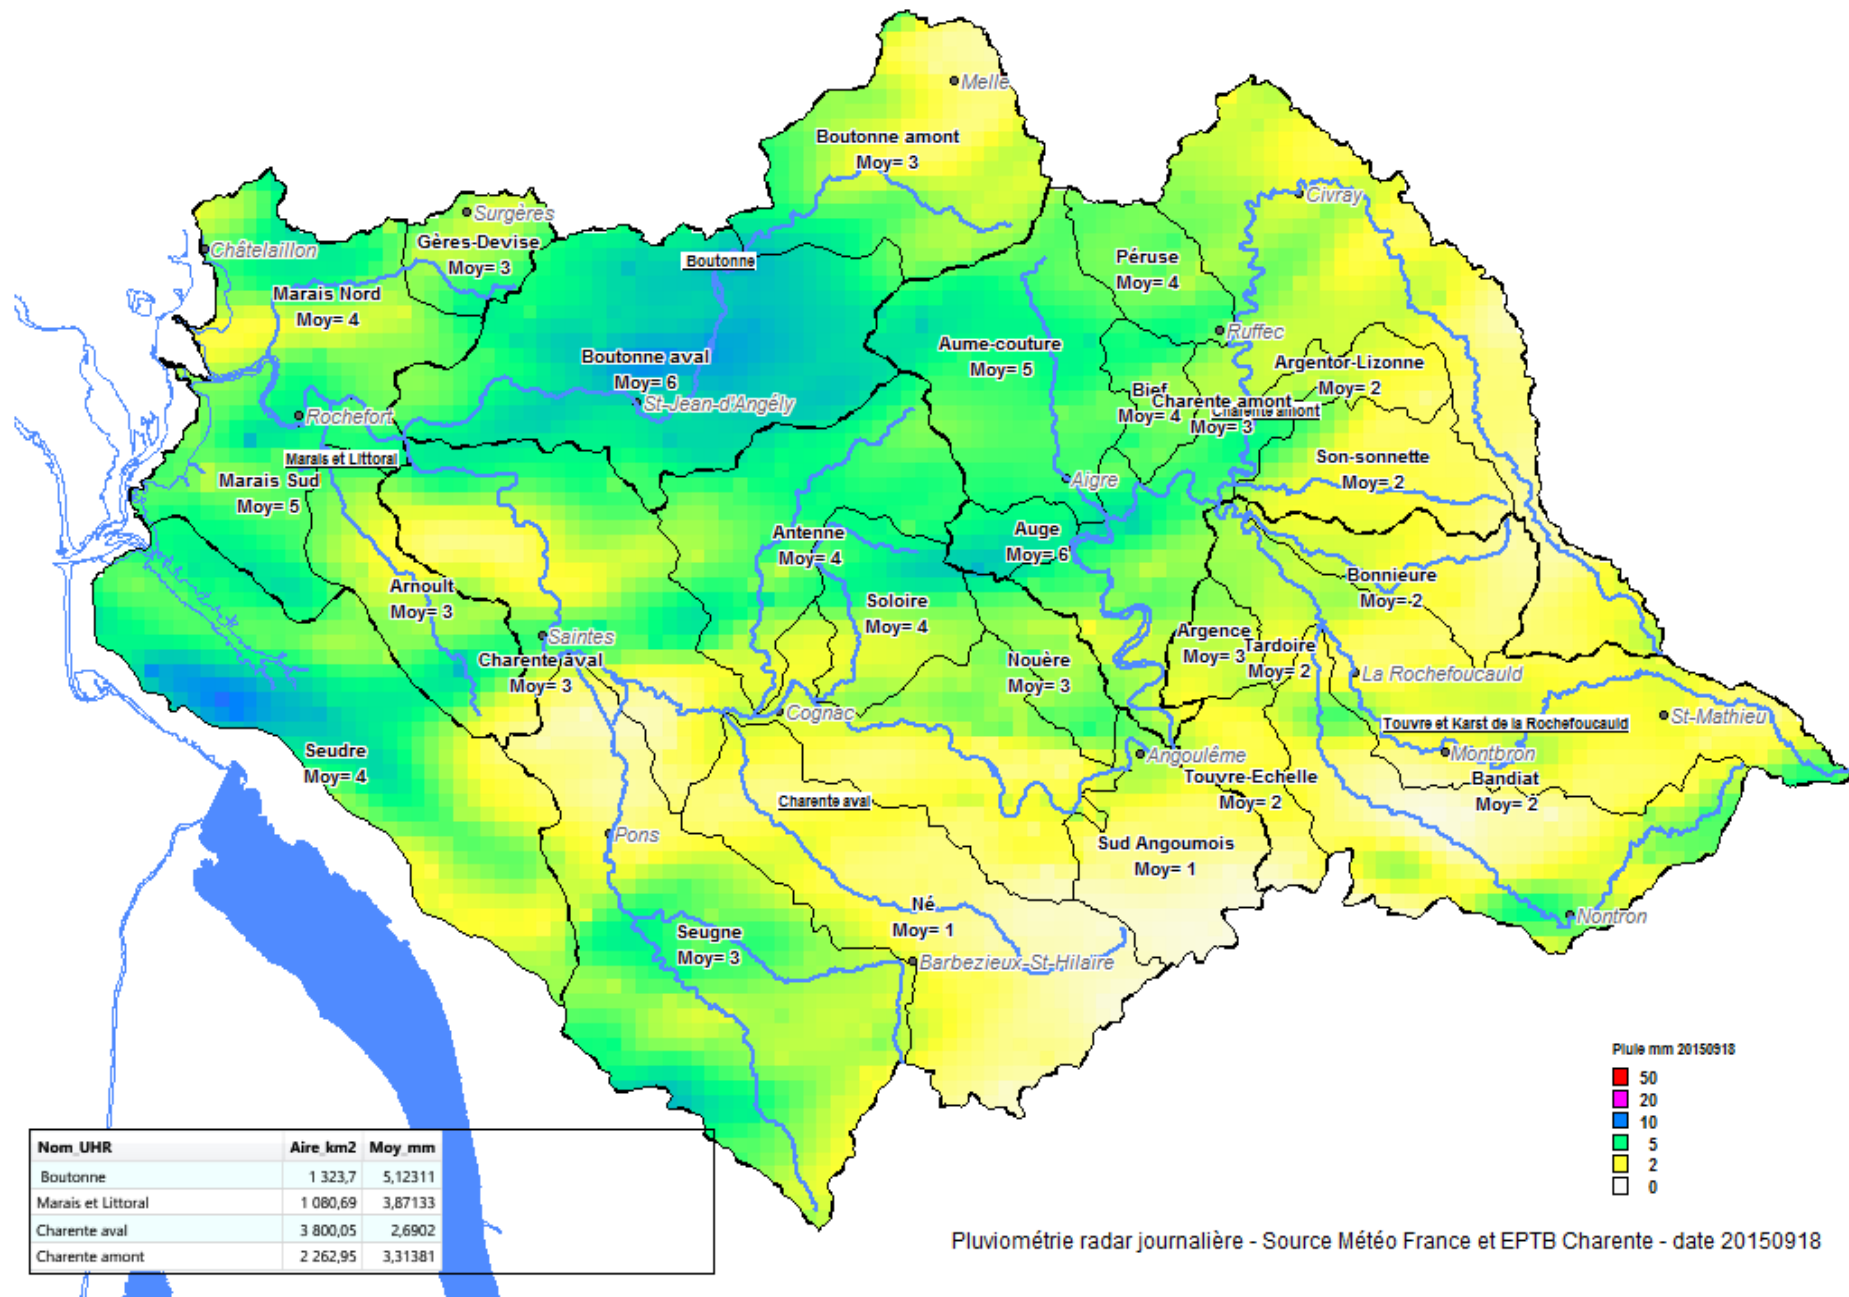 Melle
Boutonne amont
Moy= 3
Civray
Surgères
Châtelaillon
Gères-Devise
Moy= 3
Boutonne
Péruse
Moy= 4
Marais Nord
Moy= 4
Ruffec
Boutonne aval
Moy= 6
Aume-couture
Moy= 5
Argentor-Lizonne
Moy= 2
St-Jean-d'Angély
Bief
Moy= 4
Charente amont
Moy= 3
Charente amont
Rochefort
Marais et Littoral
Marais Sud
Moy= 5
Son-sonnette
Moy= 2
Aigre
Antenne
Moy= 4
Auge
Moy= 6
Arnoult
Moy= 3
Bonnieure
Moy=-2
Soloire
Moy= 4
Saintes
Charente aval
Moy= 3
Argence
Moy= 3
Tardoire
Moy= 2
Nouère
Moy= 3
La Rochefoucauld
Cognac
Touvre et Karst de la Rochefoucauld
St-Mathieu
Seudre
Moy= 4
Angoulême
Montbron
Touvre-Echelle
Moy= 2
Bandiat
Moy= 2
Charente aval
Pons
Sud Angoumois
Moy= 1
Né
Moy= 1
Nontron
Seugne
Moy= 3
Barbezieux-St-Hilaire
Pluie mm 20150918
50
20
10
5
2
0
Nom_UHR Aire_km2 Moy_mm
Boutonne 1 323,7 5,12311
Marais et Littoral 1 080,69 3,87133
Charente aval 3 800,05 2,6902
Charente amont 2 262,95 3,31381
Pluviométrie radar journalière - Source Météo France et EPTB Charente - date 20150918